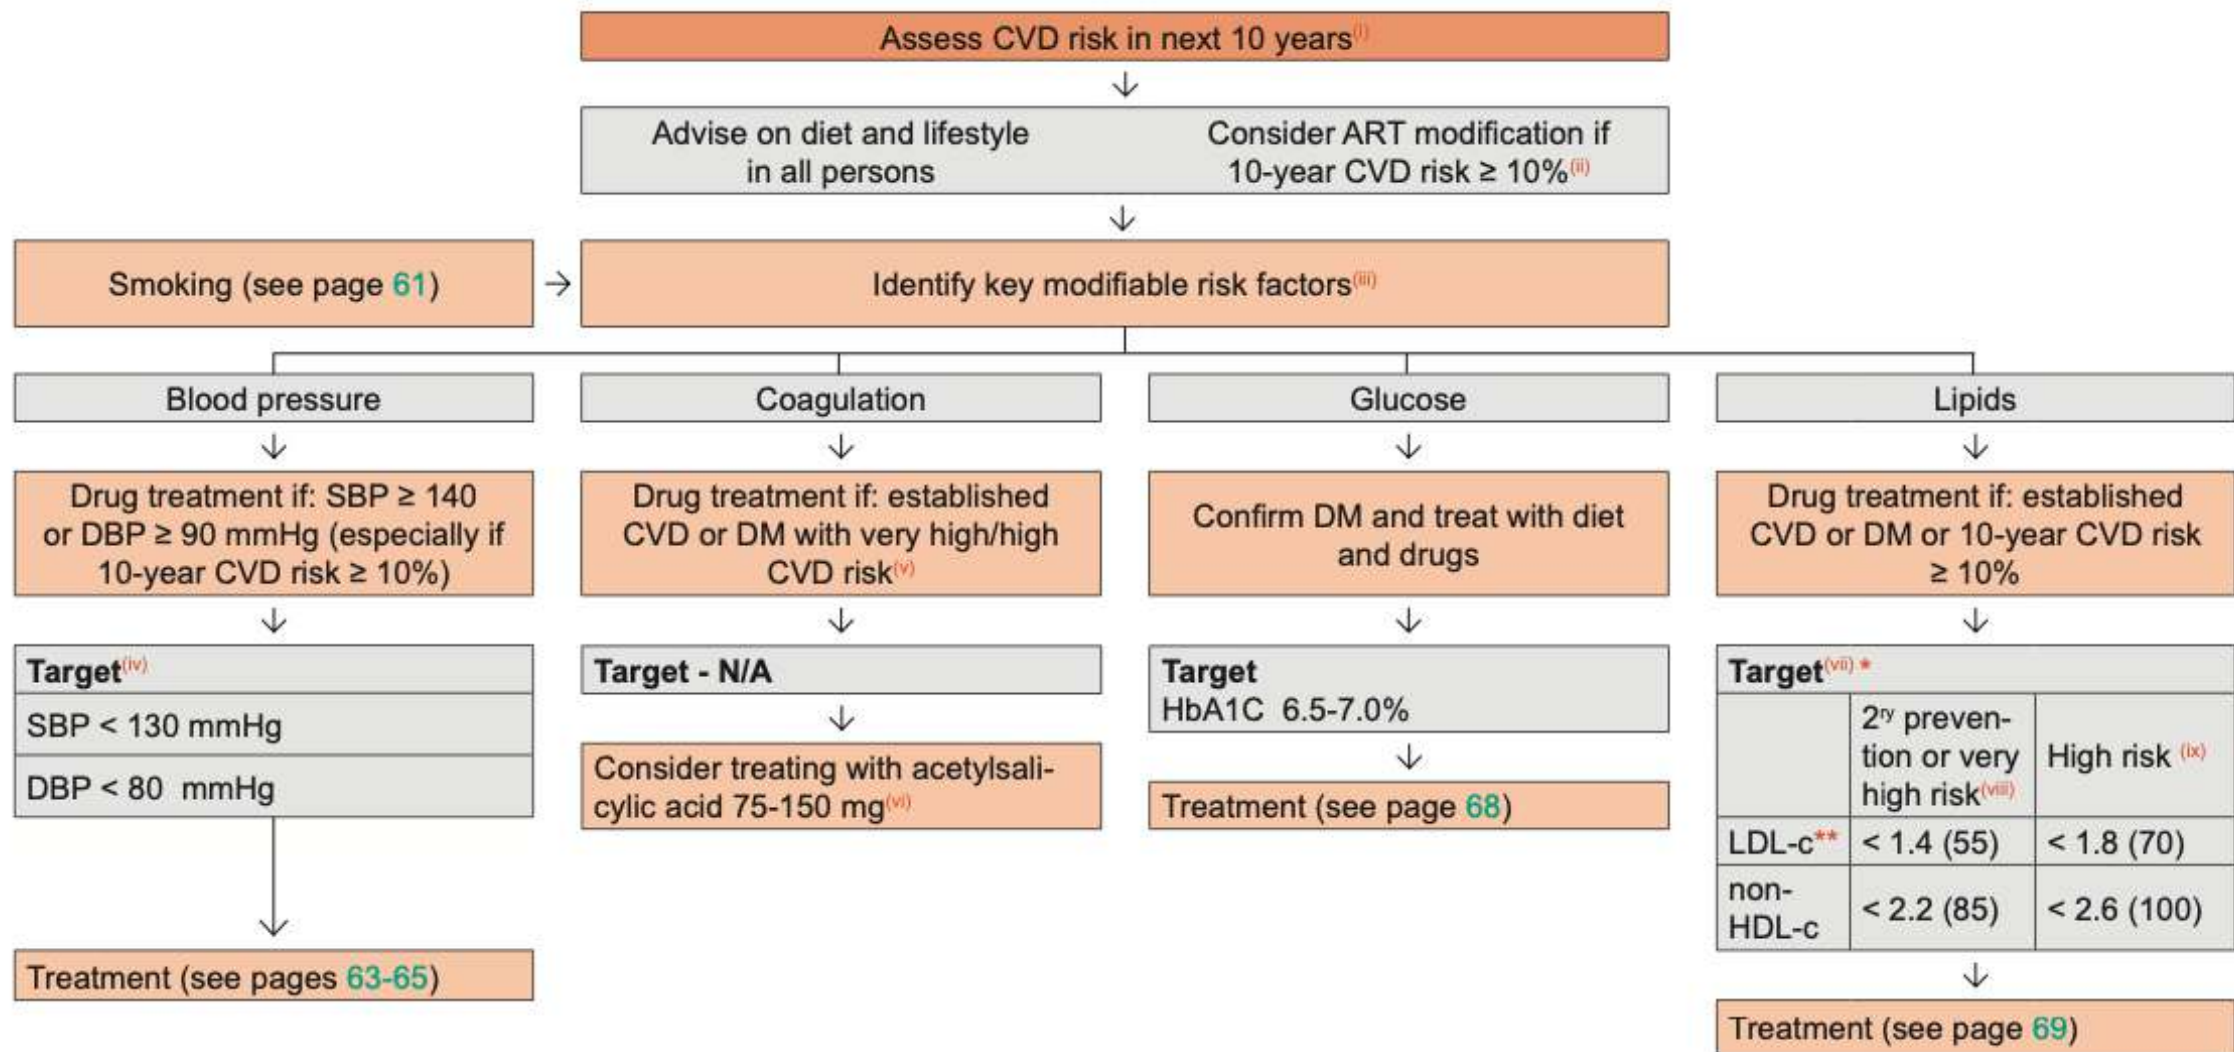 Assess CVD risk in next 10 years(i)
Advise on diet and lifestyle
in all persons
Consider ART modification if
10-year CVD risk ≥ 10%(ii)
Smoking (see page 61)
Identify key modifiable risk factors(iii)
Blood pressure
Drug treatment if: SBP ≥ 140
or DBP ≥ 90 mmHg (especially if
10-year CVD risk ≥ 10%)
Target(iv)
SBP < 130 mmHg
DBP < 80 mmHg
Treatment (see pages 63-65)
Coagulation
Drug treatment if: established
CVD or DM with very high/high
CVD risk(v)
Target - N/A
Consider treating with acetylsali-
cylic acid 75-150 mg(vi)
Glucose
Confirm DM and treat with diet
and drugs
Target
HbA1C 6.5-7.0%
Treatment (see page 68)
Lipids
Drug treatment if: established
CVD or DM or 10-year CVD risk
≥ 10%
Target(vii) *
2ry preven-
tion or very
high risk(viii)
High risk (ix)
LDL-c** < 1.4 (55) < 1.8 (70)
non-
HDL-c < 2.2 (85) < 2.6 (100)
Treatment (see page 69)